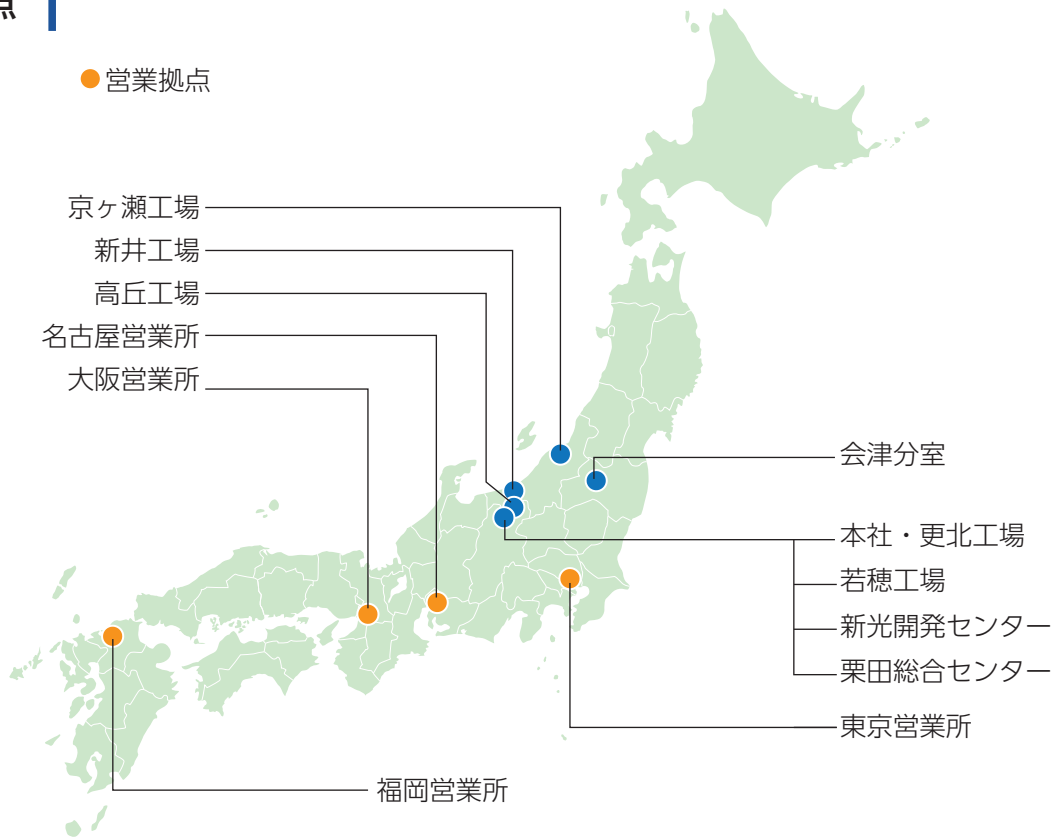 点
営業拠点
京ヶ瀬工場
新井工場
高丘工場
名古屋営業所
大阪営業所
会津分室
本社・更北工場
若穂工場
新光開発センター
栗田総合センター
東京営業所
福岡営業所